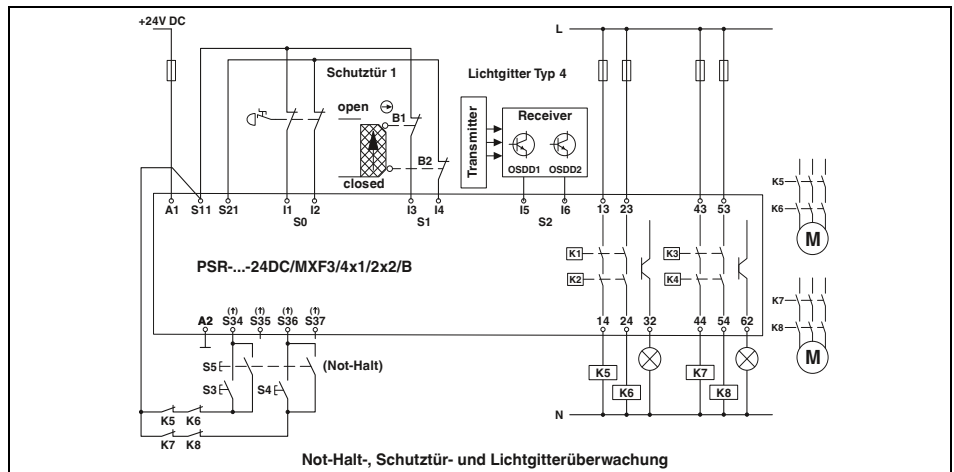 +24V DC
L
Schutztür 1
Lichtgitter Typ 4
open
B1
B2
closed
Transmitter
Receiver
OSDD1 OSDD2
K5
K6
M
A1 S11 S21 I1 I2 I3 I4 I5 I6 13 23 43 53
S0 S1 S2
PSR-...-24DC/MXF3/4x1/2x2/B
K1
K2
K3
K4
K7
K8
M
(↑) (↑) (↑) (↑)
A2 S34 S35 S36 S37 14 24 32 44 54 62
S5 (Not-Halt)
S3 S4
K5
K6
K7
K8
K5 K6
K7 K8
N
Not-Halt-, Schutztür- und Lichtgitterüberwachung